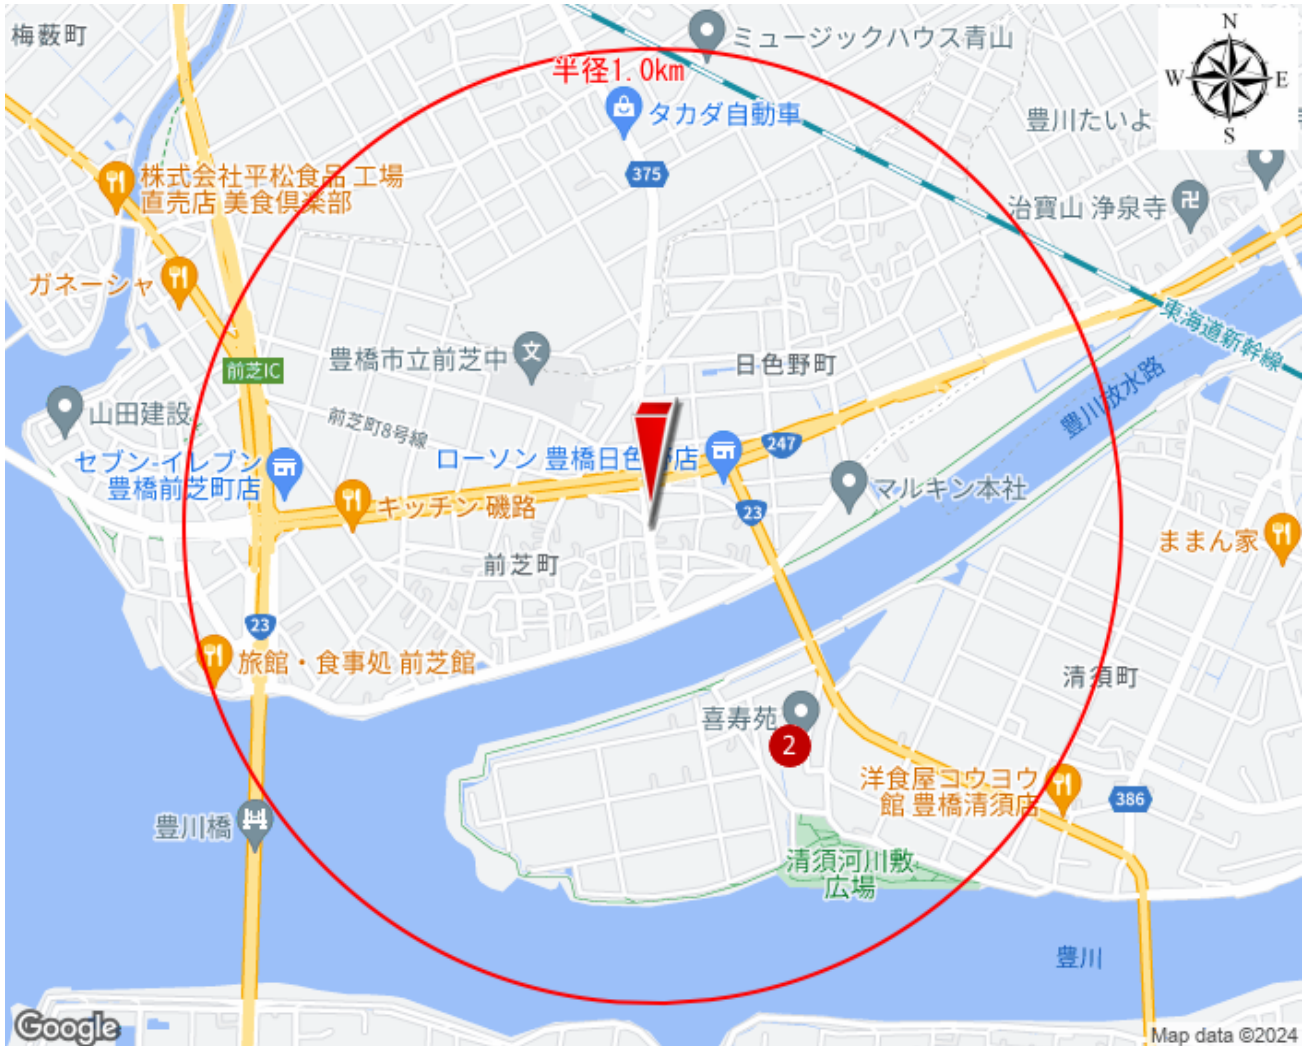 梅薮町
ミュージックハウス青山
N
W
E
S
半径1.0km
タカダ自動車
豊川たいよ
375
株式会社平松食品 工場
直売店 美食倶楽部
治寶山 浄泉寺
ガネーシャ
東海道新幹線
豊橋市立前芝中
日色野町
前芝IC
豊川放水路
山田建設
前芝町8号線
247
セブン-イレブン
豊橋前芝町店
ローソン 豊橋日色野店
マルキン本社
キッチン 磯路
23
ままん家
前芝町
23
旅館・食事処 前芝館
清須町
喜寿苑
2
洋食屋コウヨウ
館 豊橋清須店
386
豊川橋
清須河川敷
広場
豊川
Google
Map data ©2024